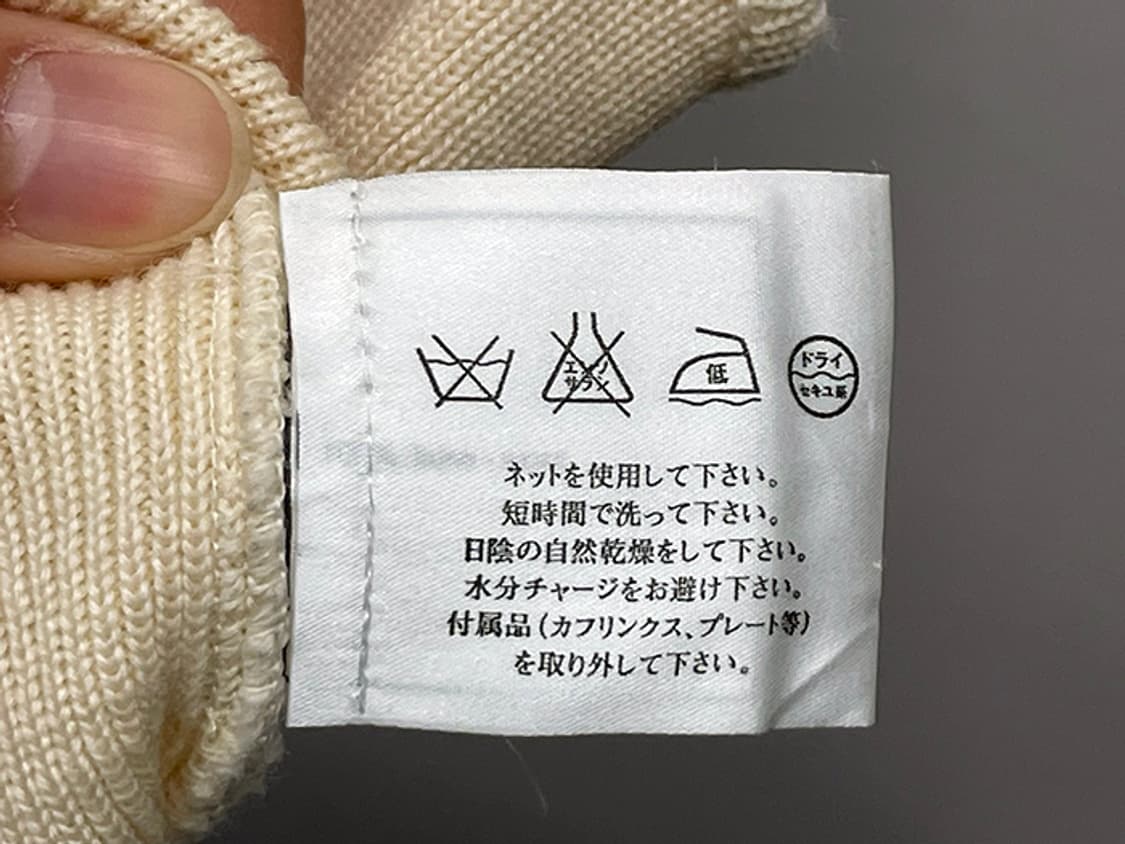 エンソ
サラシ
低
ドライ
セキユ系
ネットを使用して下さい。
短時間で洗って下さい。
日陰の自然乾燥をして下さい。
水分チャージをお避け下さい。
付属品(カフリンクス、プレート等)
を取り外して下さい。